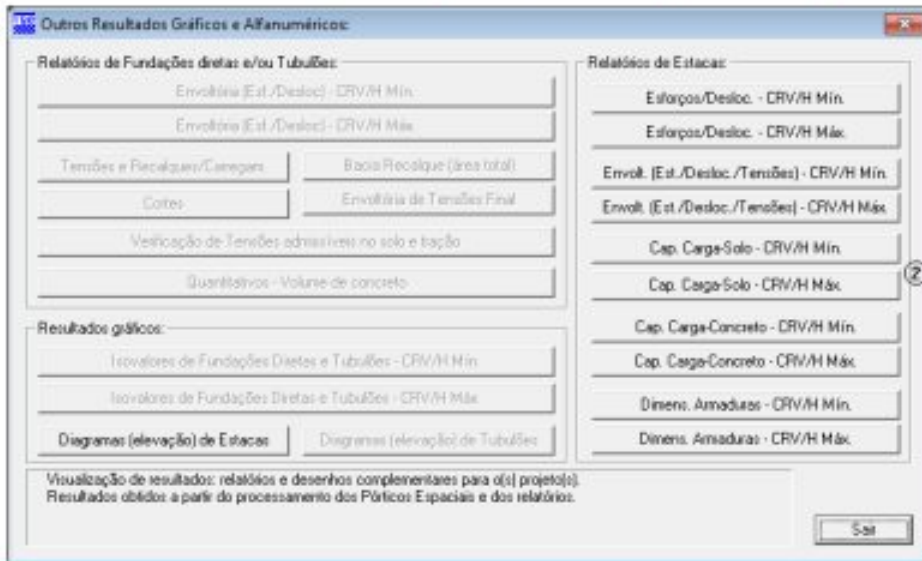 Outros Resultados Gráficos e Alfanuméricos:
Relatórios de Fundações diretas e/ou Tubulões:
Envoltória (Esf./Desloc) - CRV/H Mín.
Envoltória (Esf./Desloc) - CRV/H Máx.
Tensões e Recalques/Carregam.
Bacia Recalque (área total)
Cortes
Envoltória de Tensões Final
Verificação de Tensões admissíveis no solo e tração
Quantitativos - Volume de concreto
Resultados gráficos:
Isovalores de Fundações Diretas e Tubulões - CRV/H Mín
Isovalores de Fundações Diretas e Tubulões - CRV/H Máx
Diagramas (elevação) de Estacas
Diagramas (elevação) de Tubulões
Relatórios de Estacas:
Esforços/Desloc. - CRV/H Mín.
Esforços/Desloc. - CRV/H Máx.
Envolt. (Esf./Desloc./Tensões) - CRV/H Mín.
Envolt. (Esf./Desloc./Tensões) - CRV/H Máx.
Cap. Carga-Solo - CRV/H Mín.
Cap. Carga-Solo - CRV/H Máx.
2
Cap. Carga-Concreto - CRV/H Mín.
Cap. Carga-Concreto - CRV/H Máx.
Dimens. Armaduras - CRV/H Mín.
Dimens. Armaduras - CRV/H Máx.
Visualização de resultados: relatórios e desenhos complementares para o(s) projeto(s).
Resultados obtidos a partir do processamento dos Pórticos Espaciais e dos relatórios.
Sair